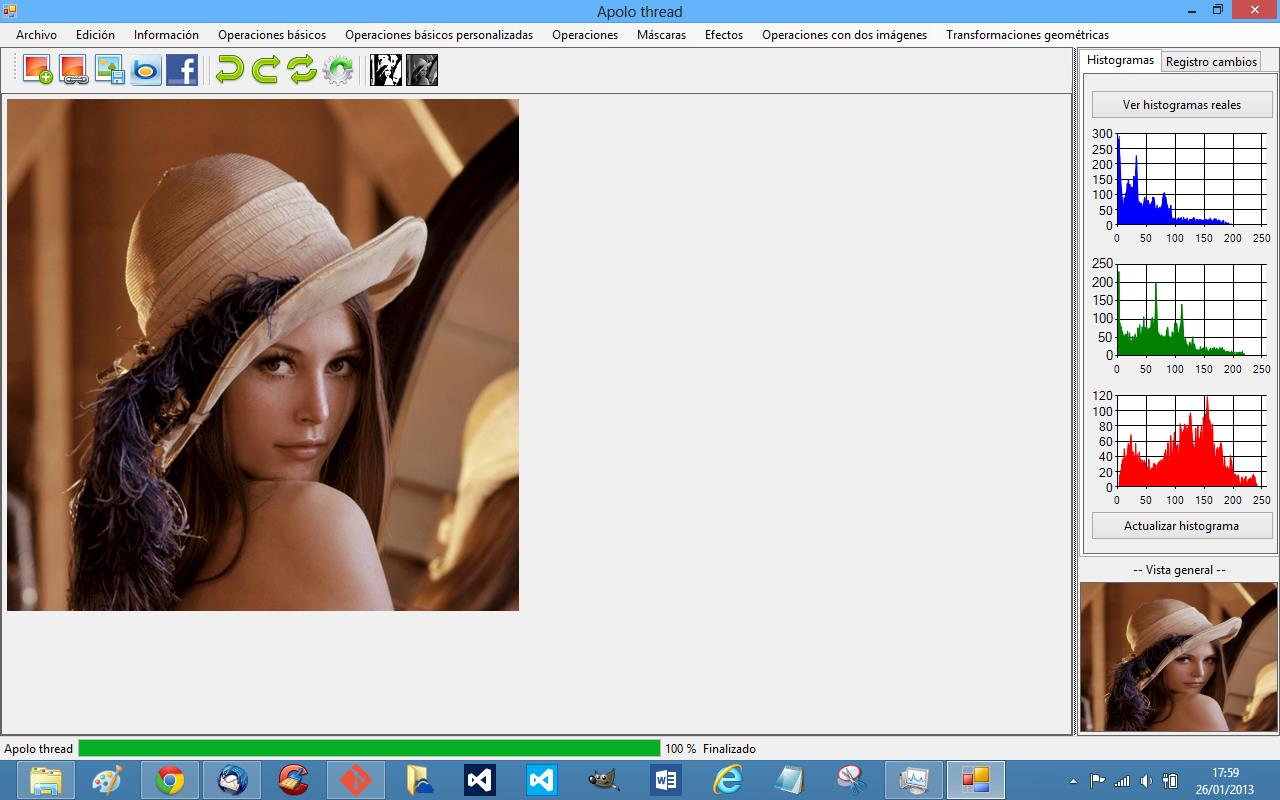 Apolo thread
Archivo Edición Información Operaciones básicos Operaciones básicos personalizadas Operaciones Máscaras Efectos Operaciones con dos imágenes Transformaciones geométricas
Histogramas Registro cambios
Ver histogramas reales
300
250
200
150
100
50
0
0 50 100 150 200 250
250
200
150
100
50
0
0 50 100 150 200 250
120
100
80
60
40
20
0
0 50 100 150 200 250
Actualizar histograma
-- Vista general --
Apolo thread 100 % Finalizado
17:59
26/01/2013